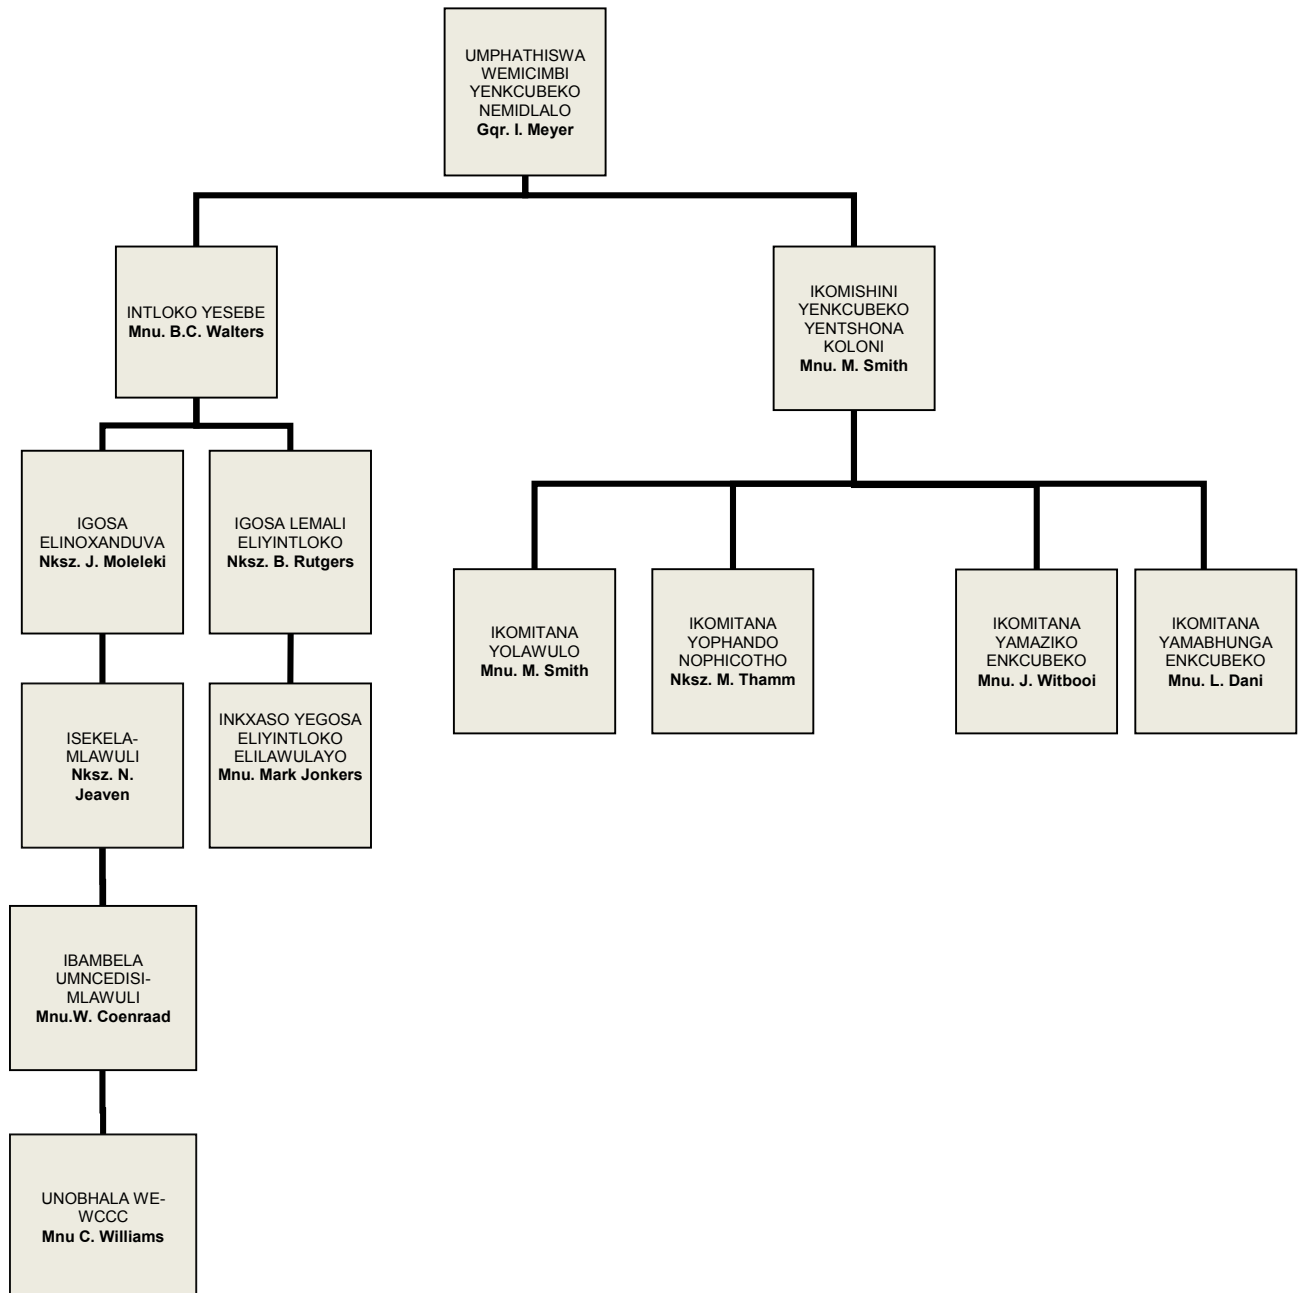 UMPHATHISWA
WEMICIMBI
YENKCUBEKO
NEMIDLALO
Gqr. I. Meyer
INTLOKO YESEBE
Mnu. B.C. Walters
IKOMISHINI
YENKCUBEKO
YENTSHONA
KOLONI
Mnu. M. Smith
IGOSA
ELINOXANDUVA
Nksz. J. Moleleki
IGOSA LEMALI
ELIYINTLOKO
Nksz. B. Rutgers
IKOMITANA
YOLAWULO
Mnu. M. Smith
IKOMITANA
YOPHANDO
NOPHICOTHO
Nksz. M. Thamm
IKOMITANA
YAMAZIKO
ENKCUBEKO
Mnu. J. Witbooi
IKOMITANA
YAMABHUNGA
ENKCUBEKO
Mnu. L. Dani
ISEKELA-
MLAWULI
Nksz. N.
Jeaven
INKXASO YEGOSA
ELIYINTLOKO
ELILAWULAYO
Mnu. Mark Jonkers
IBAMBELA
UMNCEDISI-
MLAWULI
Mnu.W. Coenraad
UNOBHALA WE-
WCCC
Mnu C. Williams